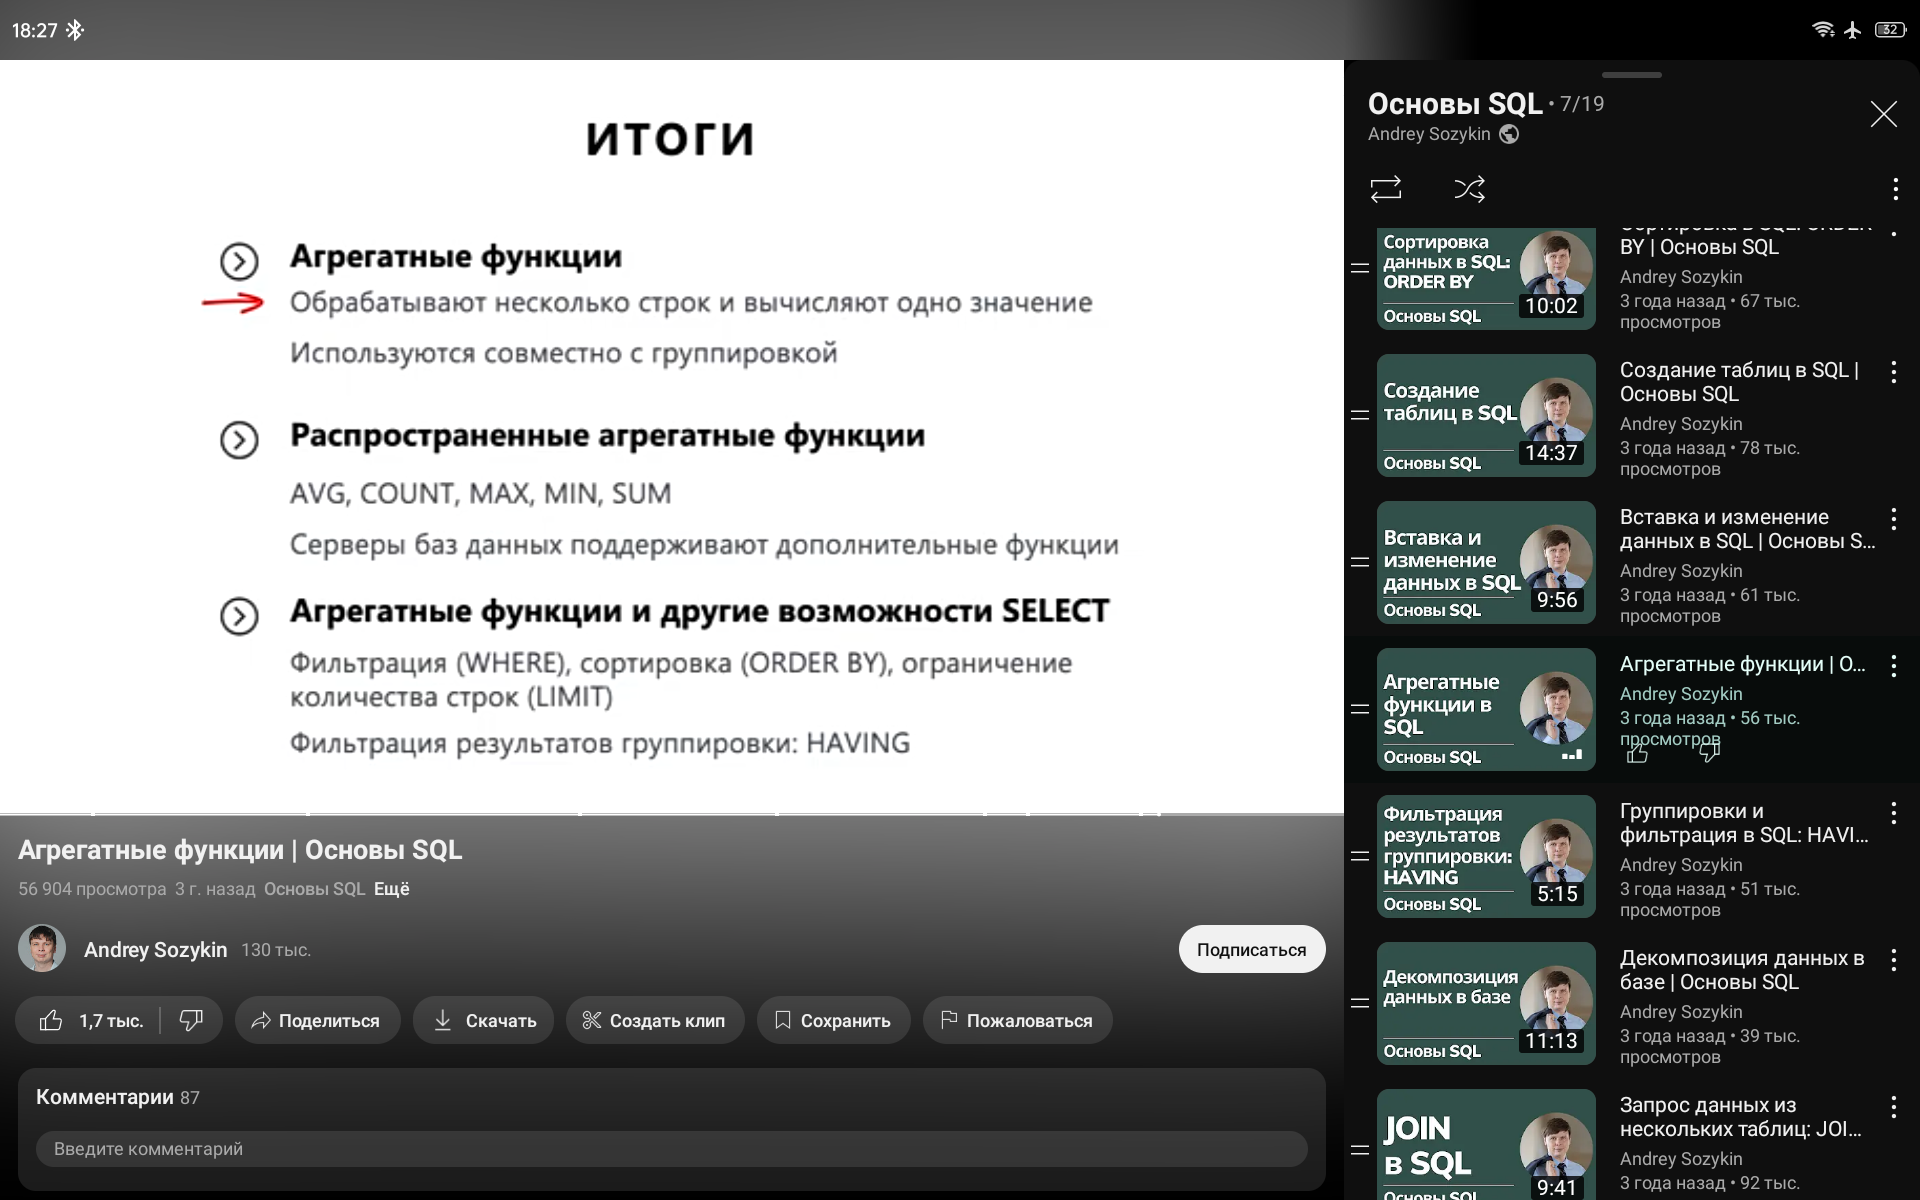 18:27
32
ИТОГИ
Агрегатные функции
Обрабатывают несколько строк и вычисляют одно значение
Используются совместно с группировкой
Распространенные агрегатные функции
AVG, COUNT, MAX, MIN, SUM
Серверы баз данных поддерживают дополнительные функции
Агрегатные функции и другие возможности SELECT
Фильтрация (WHERE), сортировка (ORDER BY), ограничение
количества строк (LIMIT)
Фильтрация результатов группировки: HAVING
Агрегатные функции | Основы SQL
56 904 просмотра 3 г. назад Основы SQL Ещё
Andrey Sozykin 130 тыс.
Подписаться
1,7 тыс.
Поделиться
Скачать
Создать клип
Сохранить
Пожаловаться
Комментарии 87
Введите комментарий
Основы SQL • 7/19
Andrey Sozykin
Сортировка
данных в SQL:
ORDER BY
Основы SQL
10:02
Сортировка в SQL: ORDER
BY | Основы SQL
Andrey Sozykin
3 года назад • 67 тыс.
просмотров
Создание
таблиц в SQL
Основы SQL
14:37
Создание таблиц в SQL |
Основы SQL
Andrey Sozykin
3 года назад • 78 тыс.
просмотров
Вставка и
изменение
данных в SQL
Основы SQL
9:56
Вставка и изменение
данных в SQL | Основы S...
Andrey Sozykin
3 года назад • 61 тыс.
просмотров
Агрегатные
функции в
SQL
Основы SQL
Агрегатные функции | О...
Andrey Sozykin
3 года назад • 56 тыс.
просмотров
Фильтрация
результатов
группировки:
HAVING
Основы SQL
5:15
Группировки и
фильтрация в SQL: HAVI...
Andrey Sozykin
3 года назад • 51 тыс.
просмотров
Декомпозиция
данных в базе
Основы SQL
11:13
Декомпозиция данных в
базе | Основы SQL
Andrey Sozykin
3 года назад • 39 тыс.
просмотров
JOIN
в SQL
Основы SQL
9:41
Запрос данных из
нескольких таблиц: JOI...
Andrey Sozykin
3 года назад • 92 тыс.